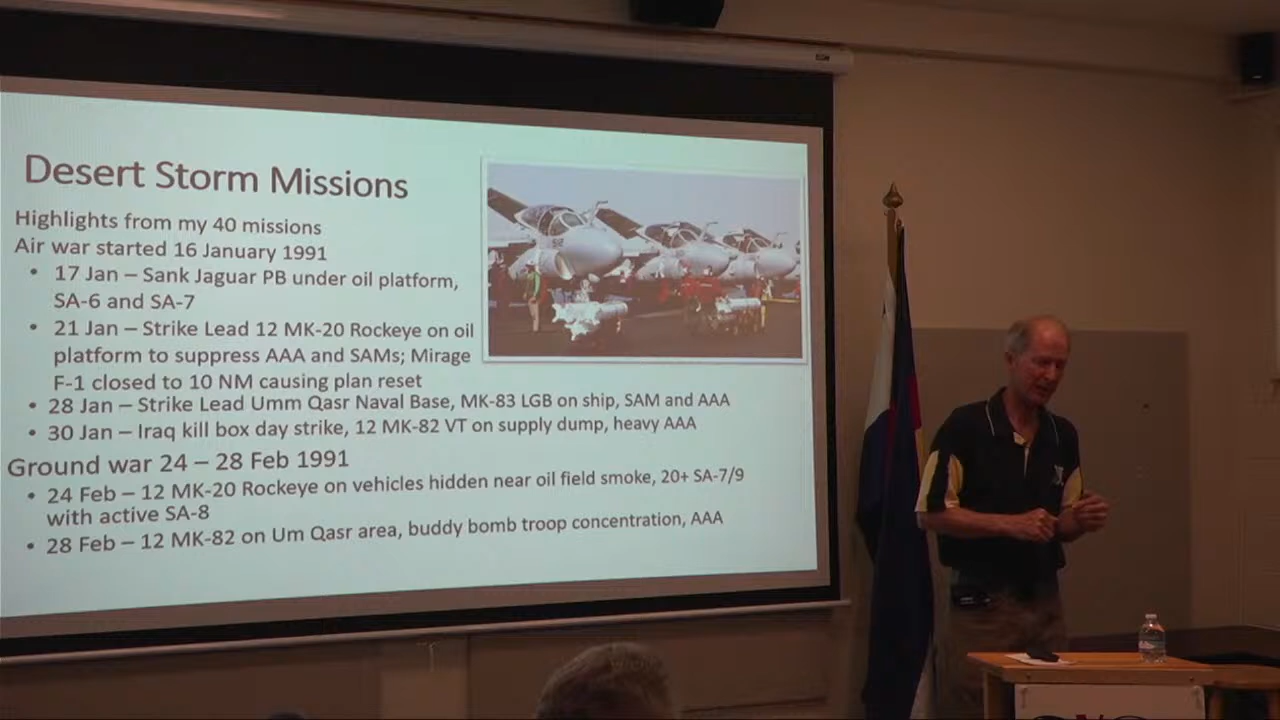 Desert Storm Missions
Highlights from my 40 missions
Air war started 16 January 1991
• 17 Jan – Sank Jaguar PB under oil platform,
SA-6 and SA-7
• 21 Jan – Strike Lead 12 MK-20 Rockeye on oil
platform to suppress AAA and SAMs; Mirage
F-1 closed to 10 NM causing plan reset
• 28 Jan – Strike Lead Umm Qasr Naval Base, MK-83 LGB on ship, SAM and AAA
• 30 Jan – Iraq kill box day strike, 12 MK-82 VT on supply dump, heavy AAA
Ground war 24 – 28 Feb 1991
• 24 Feb – 12 MK-20 Rockeye on vehicles hidden near oil field smoke, 20+ SA-7/9
with active SA-8
• 28 Feb – 12 MK-82 on Um Qasr area, buddy bomb troop concentration, AAA